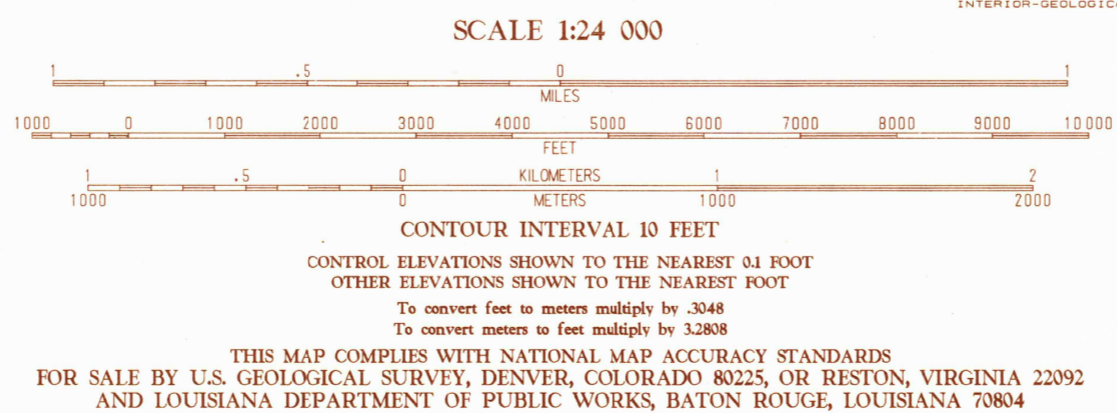 INTERIOR-GEOLOGIC
SCALE 1:24 000
1 .5 0 1
MILES
1000 0 1000 2000 3000 4000 5000 6000 7000 8000 9000 10 000
FEET
1 .5 0 KILOMETERS 1 2
1000 0 METERS 1000 2000
CONTOUR INTERVAL 10 FEET
CONTROL ELEVATIONS SHOWN TO THE NEAREST 0.1 FOOT
OTHER ELEVATIONS SHOWN TO THE NEAREST FOOT
To convert feet to meters multiply by .3048
To convert meters to feet multiply by 3.2808
THIS MAP COMPLIES WITH NATIONAL MAP ACCURACY STANDARDS
FOR SALE BY U.S. GEOLOGICAL SURVEY, DENVER, COLORADO 80225, OR RESTON, VIRGINIA 22092
AND LOUISIANA DEPARTMENT OF PUBLIC WORKS, BATON ROUGE, LOUISIANA 70804